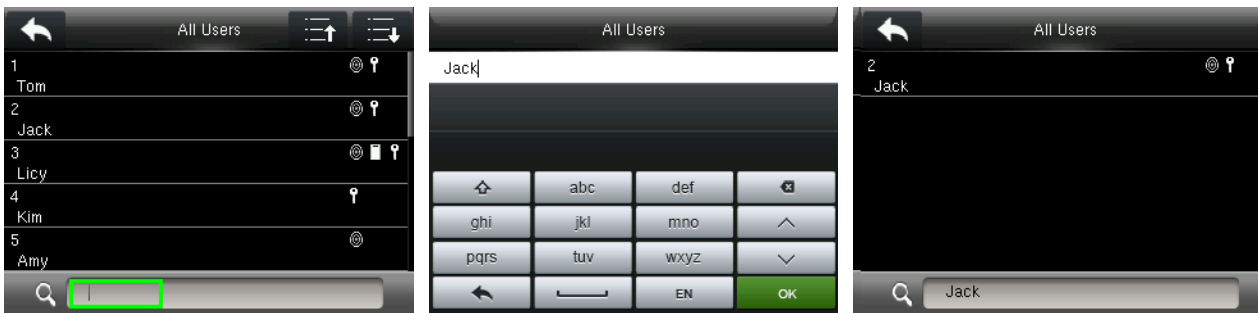 All Users
1
Tom
2
Jack
3
Licy
4
Kim
5
Amy
All Users
Jack
abc def
ghi jkl mno
pqrs tuv wxyz
EN OK
All Users
2
Jack
Jack